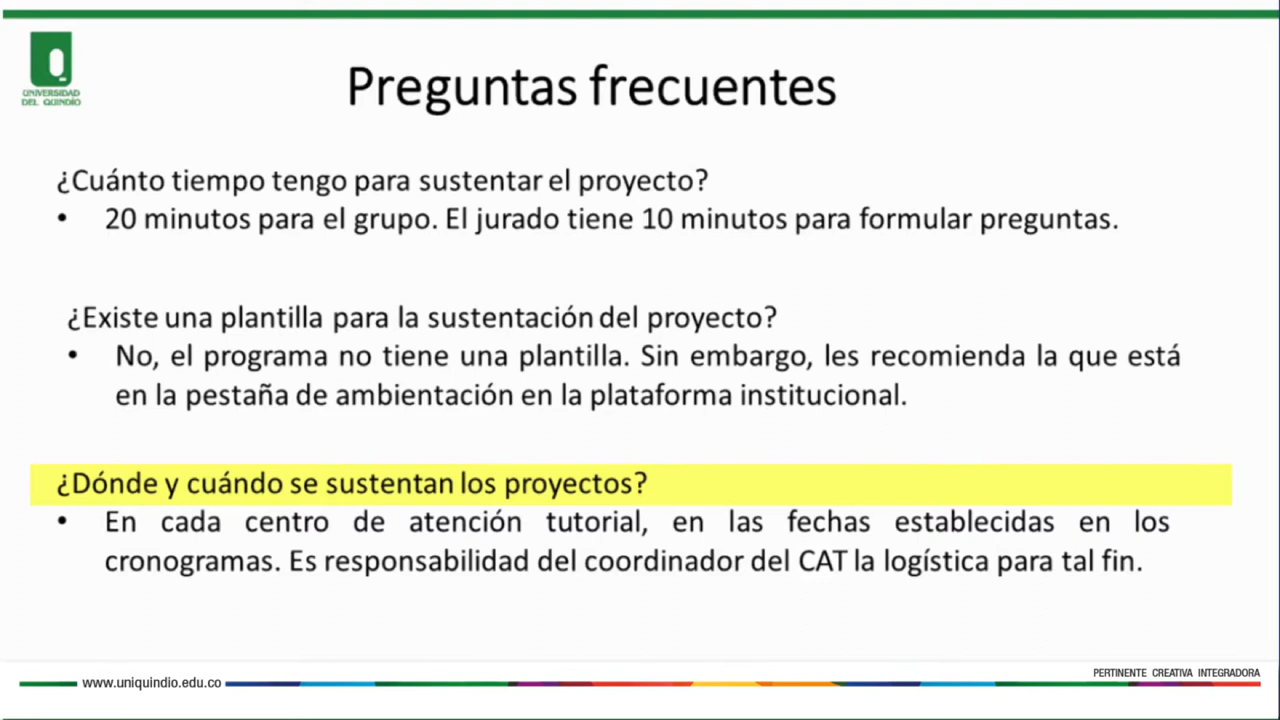 UNIVERSIDAD
DEL QUINDÍO
Preguntas frecuentes
¿Cuánto tiempo tengo para sustentar el proyecto?
• 20 minutos para el grupo. El jurado tiene 10 minutos para formular preguntas.
¿Existe una plantilla para la sustentación del proyecto?
• No, el programa no tiene una plantilla. Sin embargo, les recomienda la que está
en la pestaña de ambientación en la plataforma institucional.
¿Dónde y cuándo se sustentan los proyectos?
• En cada centro de atención tutorial, en las fechas establecidas en los
cronogramas. Es responsabilidad del coordinador del CAT la logística para tal fin.
PERTINENTE CREATIVA INTEGRADORA
www.uniquindio.edu.co